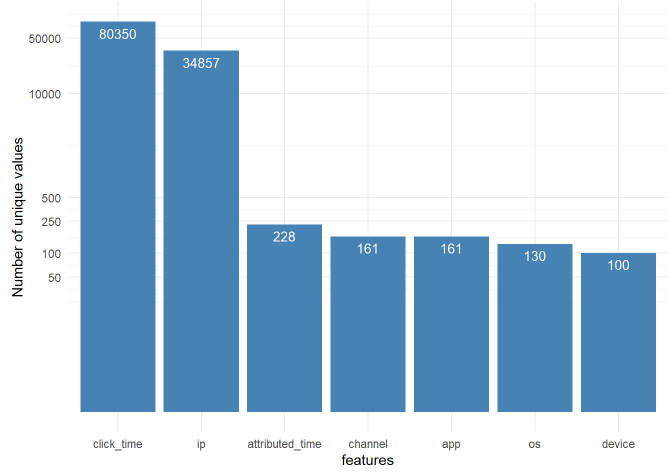 Number of unique values
50000
10000
500
250
100
50
80350
34857
228
161
161
130
100
click_time
ip
attributed_time
channel
app
os
device
features